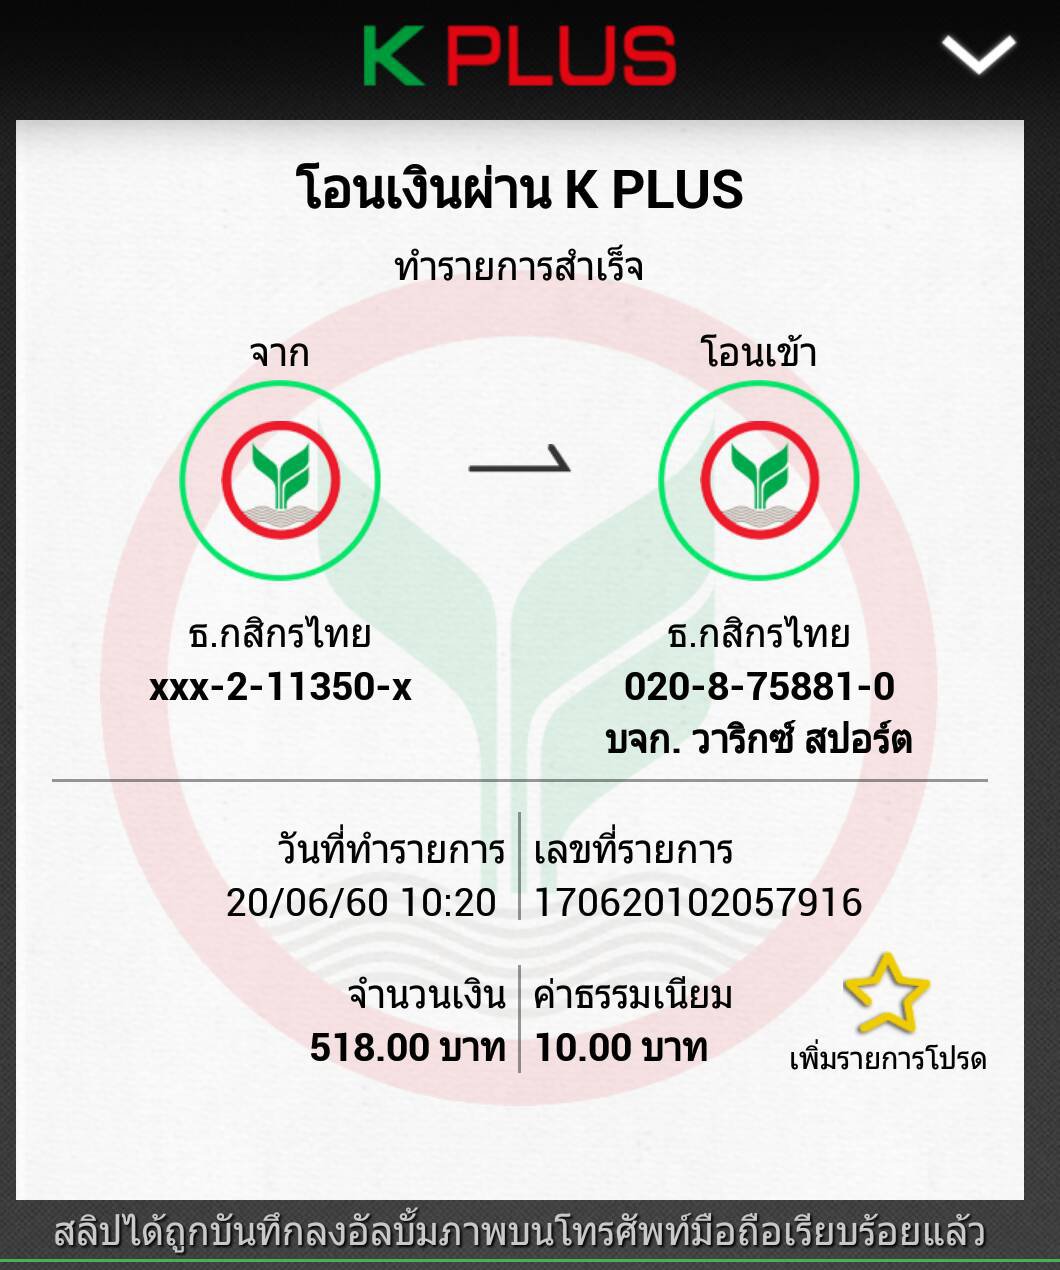 K PLUS
โอนเงินผ่าน K PLUS
ทำรายการสำเร็จ
จาก
โอนเข้า
ธ.กสิกรไทย
xxx-2-11350-x
ธ.กสิกรไทย
020-8-75881-0
บจก. วาริกซ์ สปอร์ต
วันที่ทำรายการ
20/06/60 10:20
เลขที่รายการ
170620102057916
จำนวนเงิน
518.00 บาท
ค่าธรรมเนียม
10.00 บาท
เพิ่มรายการโปรด
สลิปได้ถูกบันทึกลงอัลบั้มภาพบนโทรศัพท์มือถือเรียบร้อยแล้ว